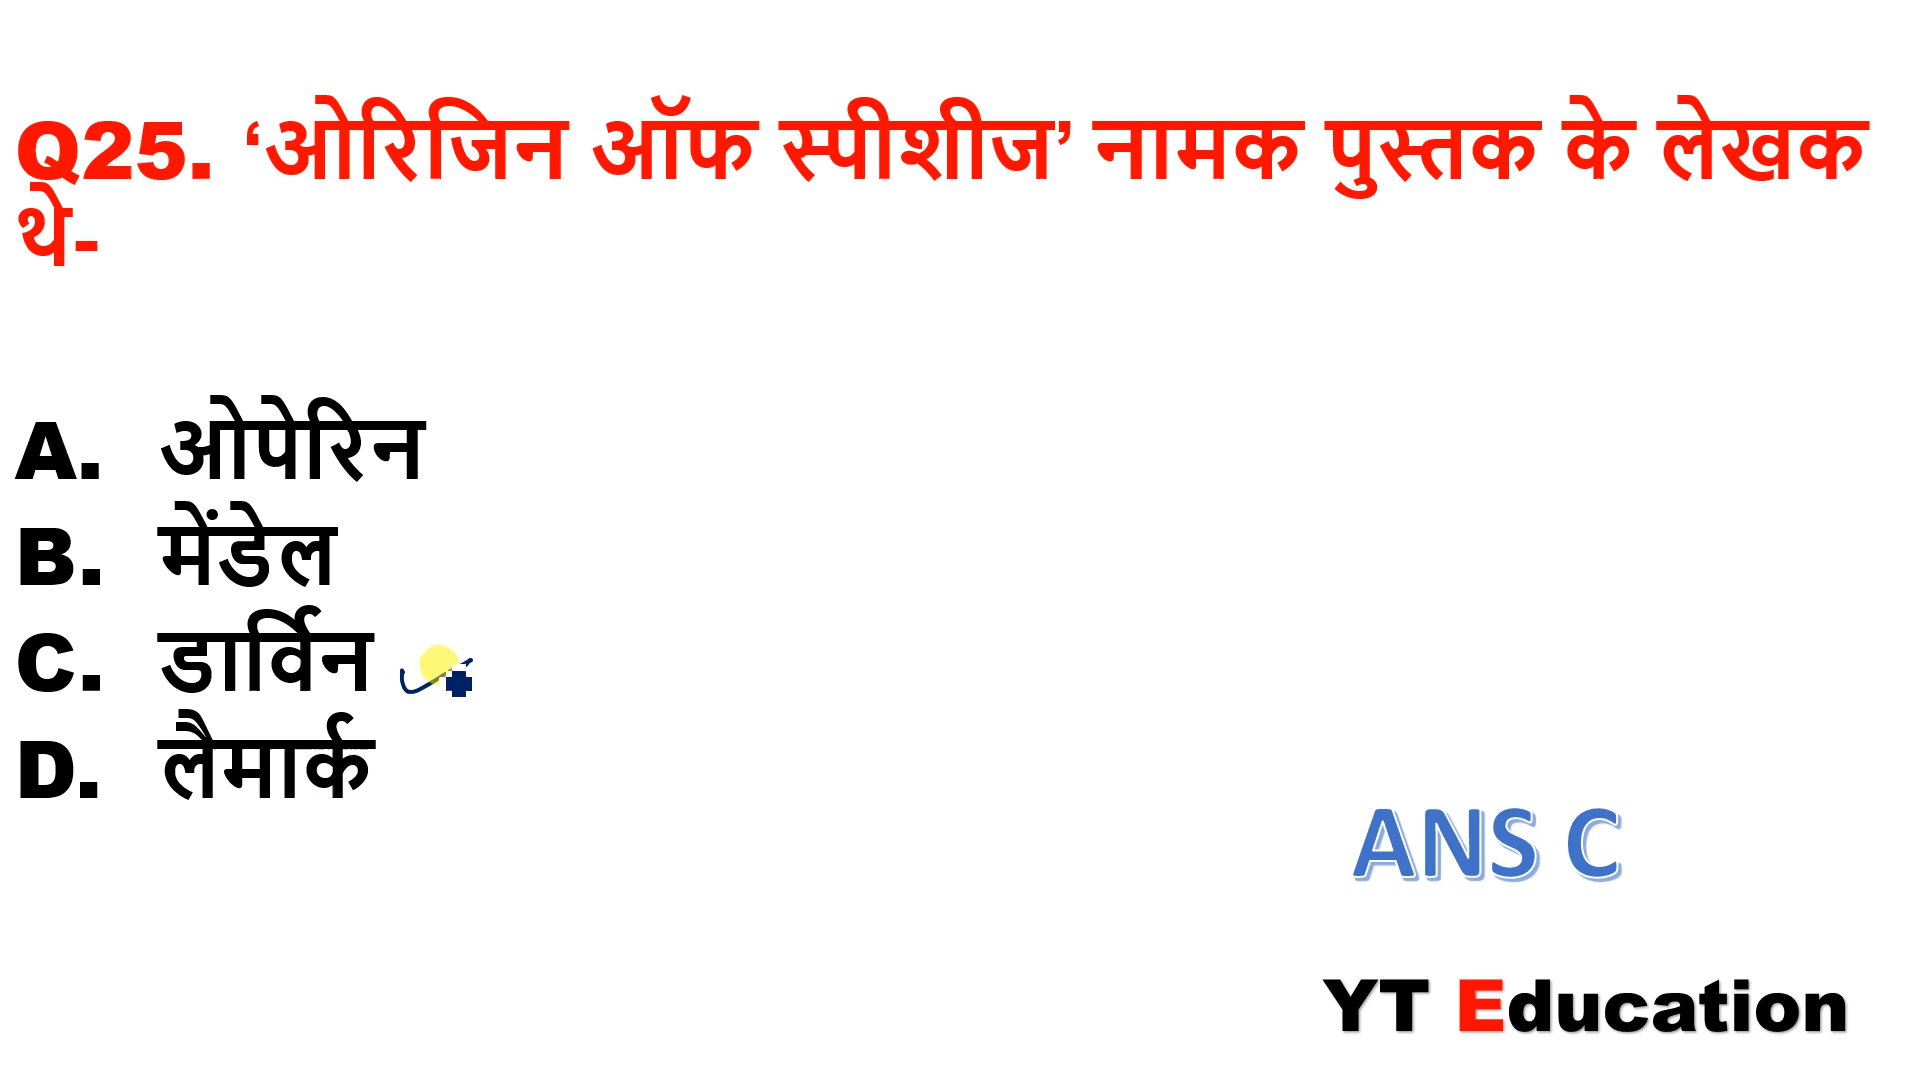 Q25. ‘ओरिजिन ऑफ स्पीशीज’ नामक पुस्तक के लेखक
थे-
A. ओपेरिन
B. मेंडेल
C. डार्विन
D. लैमार्क
ANS C
YT Education